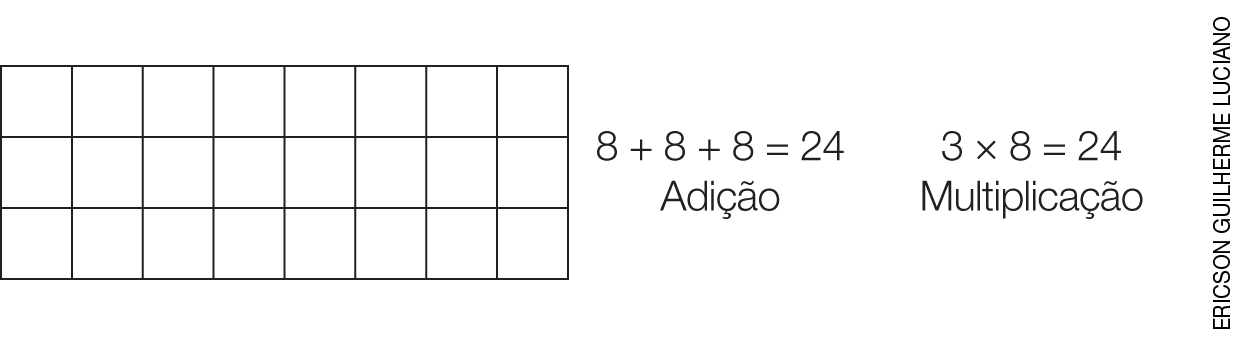 8 + 8 + 8 = 24
Adição
3 × 8 = 24
Multiplicação
ERICSON GUILHERME LUCIANO